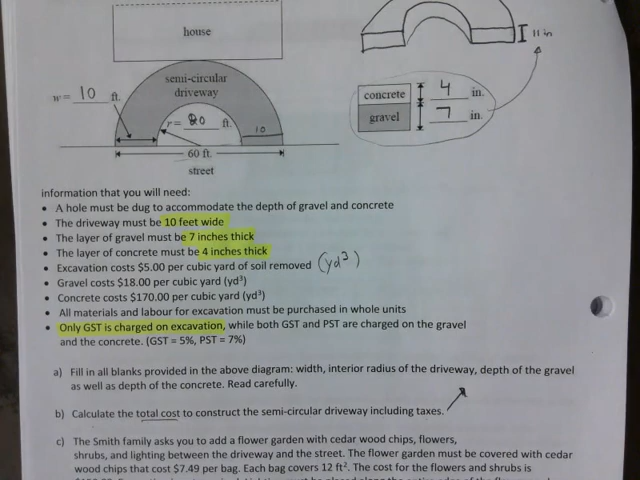 house
11 in
semi-circular
driveway
w = 10 ft.
r = 20 ft.
10
60 ft.
street
concrete 4 in.
gravel 7 in.
information that you will need:
• A hole must be dug to accommodate the depth of gravel and concrete
• The driveway must be 10 feet wide
• The layer of gravel must be 7 inches thick
• The layer of concrete must be 4 inches thick
• Excavation costs $5.00 per cubic yard of soil removed (yd³)
• Gravel costs $18.00 per cubic yard (yd³)
• Concrete costs $170.00 per cubic yard (yd³)
• All materials and labour for excavation must be purchased in whole units
• Only GST is charged on excavation, while both GST and PST are charged on the gravel
and the concrete. (GST = 5%, PST = 7%)
a) Fill in all blanks provided in the above diagram: width, interior radius of the driveway, depth of the gravel
as well as depth of the concrete. Read carefully.
b) Calculate the total cost to construct the semi-circular driveway including taxes.
c) The Smith family asks you to add a flower garden with cedar wood chips, flowers,
shrubs, and lighting between the driveway and the street. The flower garden must be covered with cedar
wood chips that cost $7.49 per bag. Each bag covers 12 ft². The cost for the flowers and shrubs is